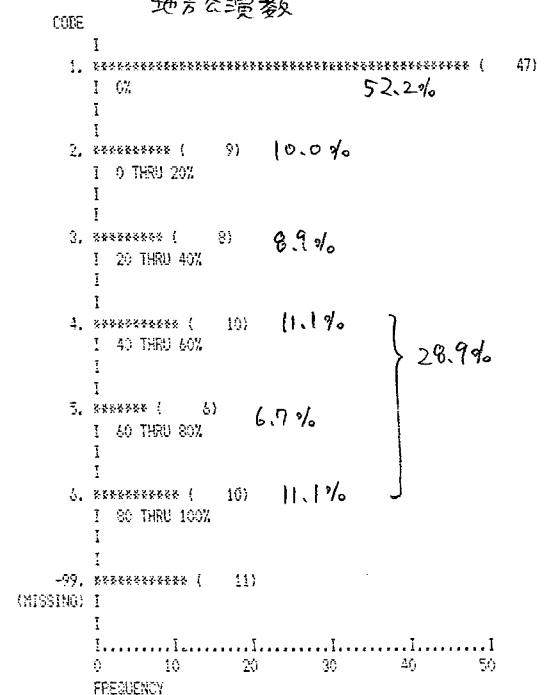 地方公演数
CODE
I
1. *********************************************** ( 47)
I 0% 52.2%
I
I
2. ********** ( 9) 10.0%
I 0 THRU 20%
I
I
3. ********* ( 8) 8.9%
I 20 THRU 40%
I
I
4. *********** ( 10) 11.1%
I 40 THRU 60%
I
I
28.9%
5. ******* ( 6) 6.7%
I 60 THRU 80%
I
I
6. *********** ( 10) 11.1%
I 80 THRU 100%
I
I
-99. ************ ( 11)
(MISSING) I
I
I.........I.........I.........I.........I.........I
0 10 20 30 40 50
FREQUENCY